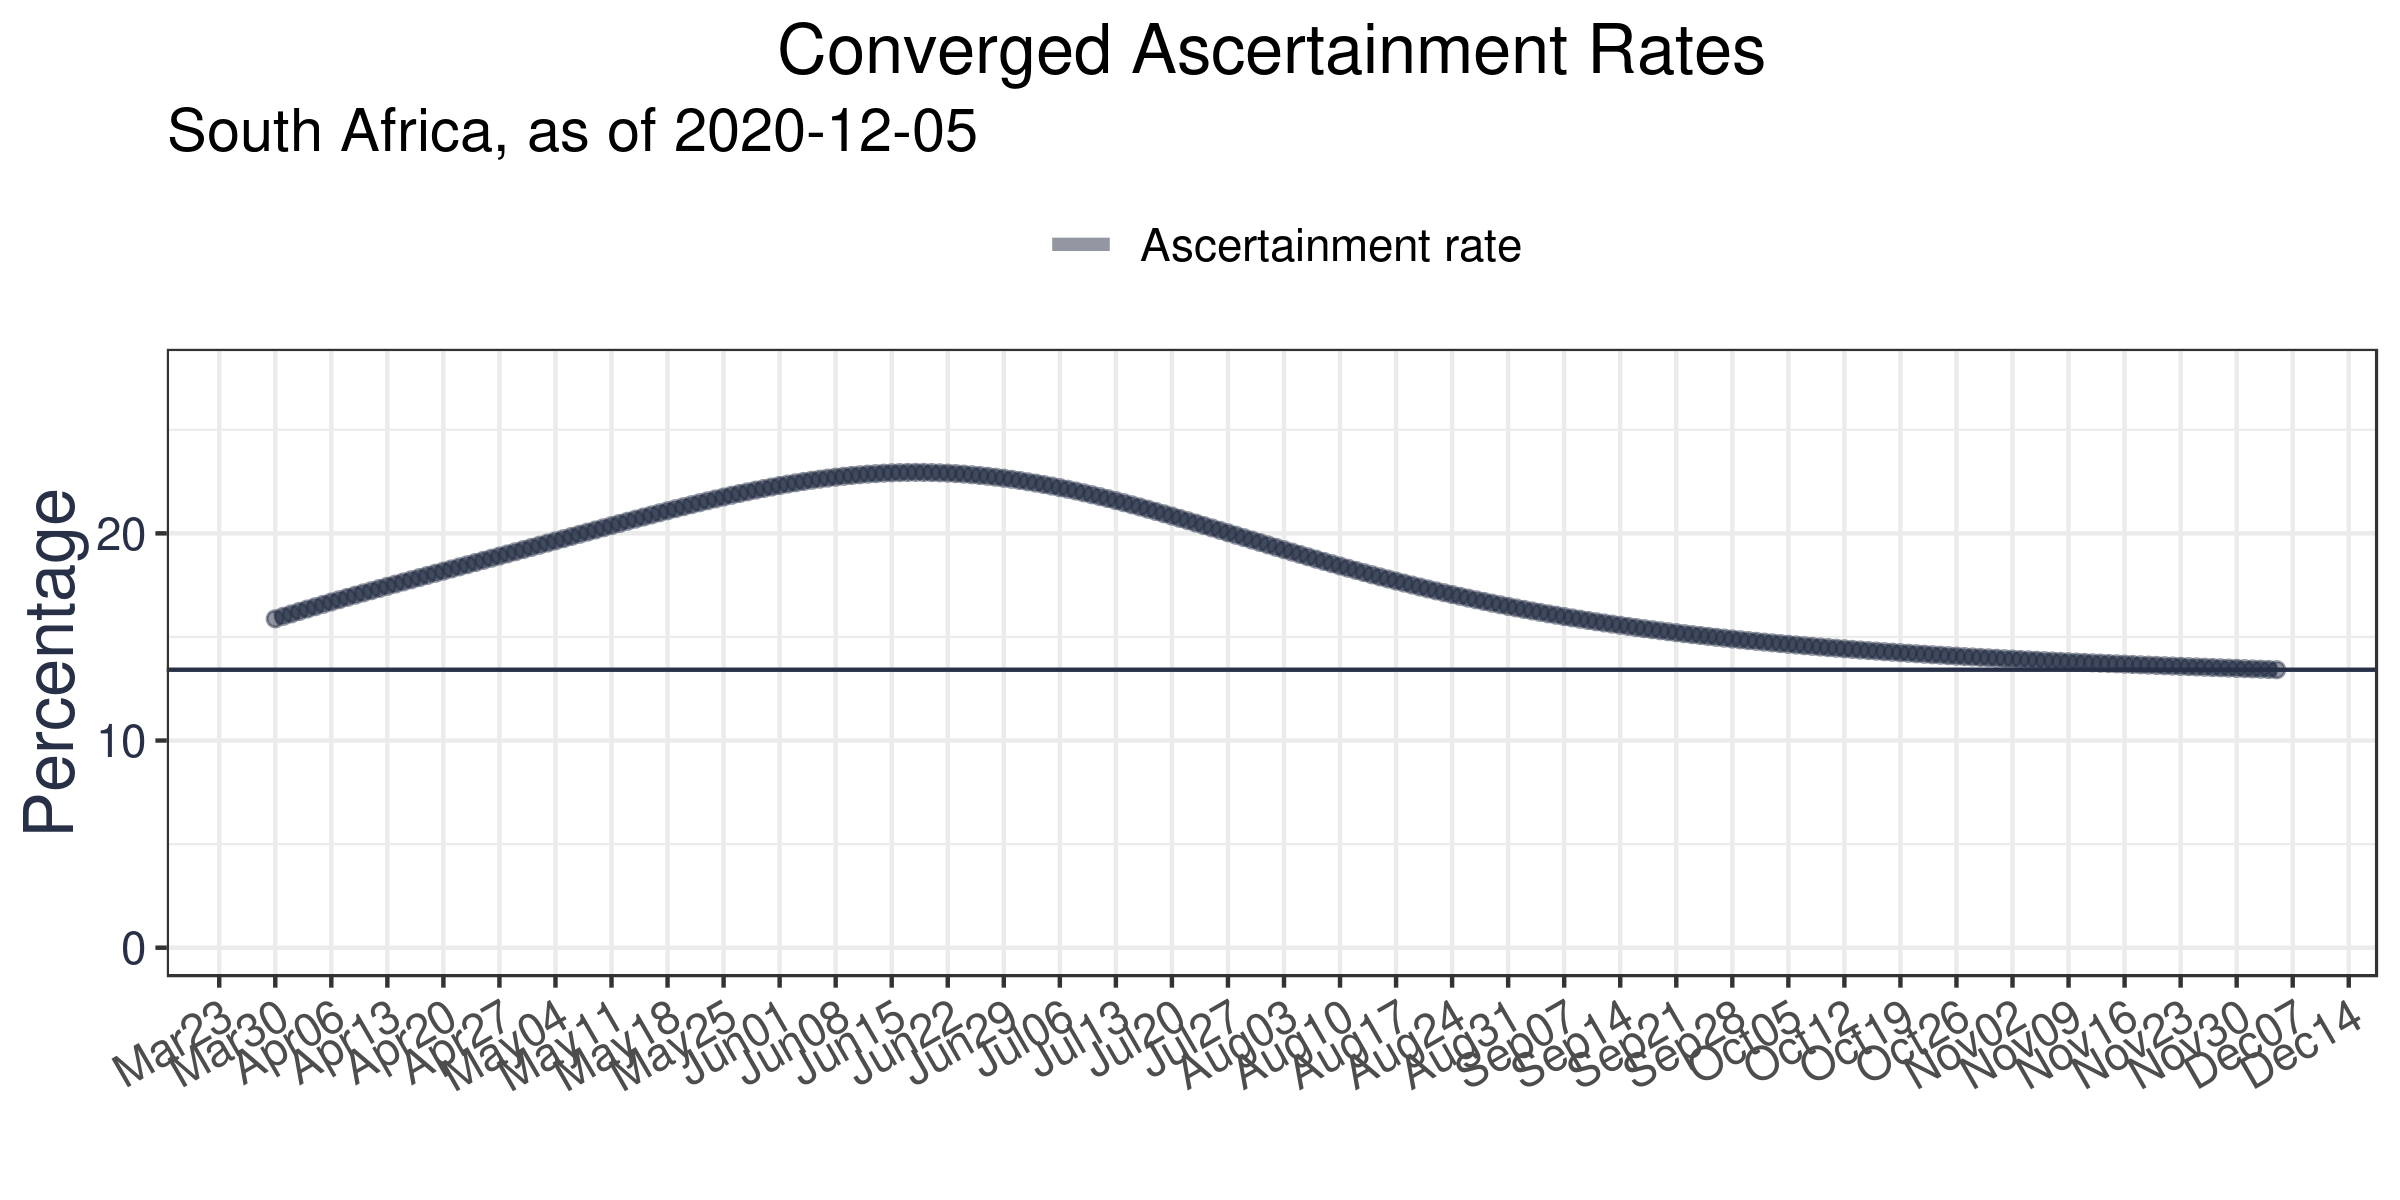 Converged Ascertainment Rates
South Africa, as of 2020-12-05
Ascertainment rate
Percentage
20
10
0
Mar23 Mar30 Apr06 Apr13 Apr20 Apr27 May04 May11 May18 May25 Jun01 Jun08 Jun15 Jun22 Jun29 Jul06 Jul13 Jul20 Jul27 Aug03 Aug10 Aug17 Aug24 Aug31 Sep07 Sep14 Sep21 Sep28 Oct05 Oct12 Oct19 Oct26 Nov02 Nov09 Nov16 Nov23 Nov30 Dec07 Dec14